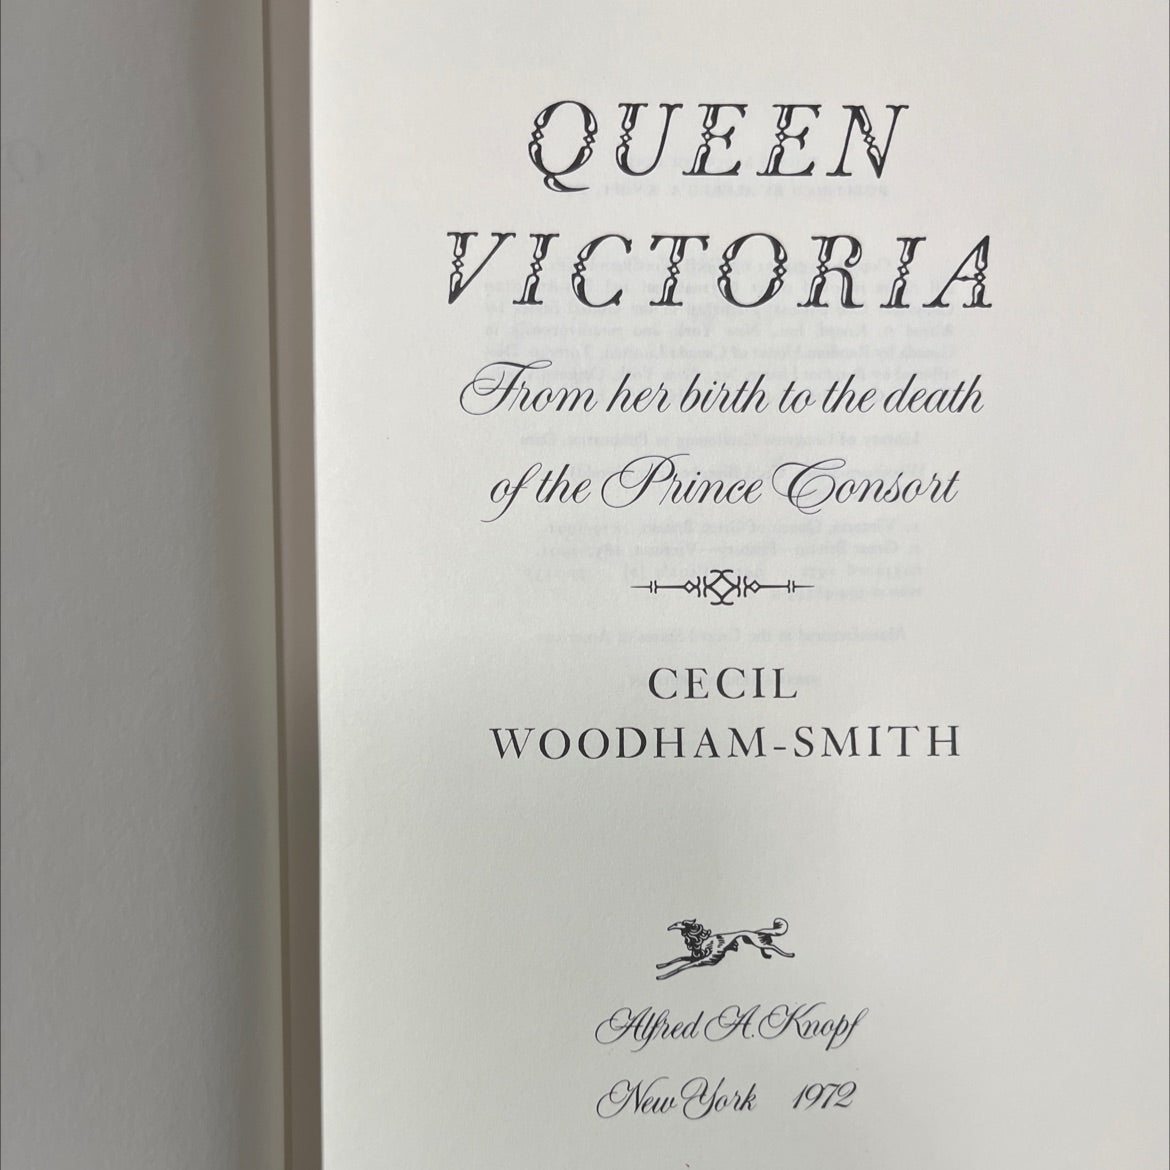 QUEEN
VICTORIA
From her birth to the death
of the Prince Consort
CECIL
WOODHAM-SMITH
Alfred A. Knopf
New York 1972